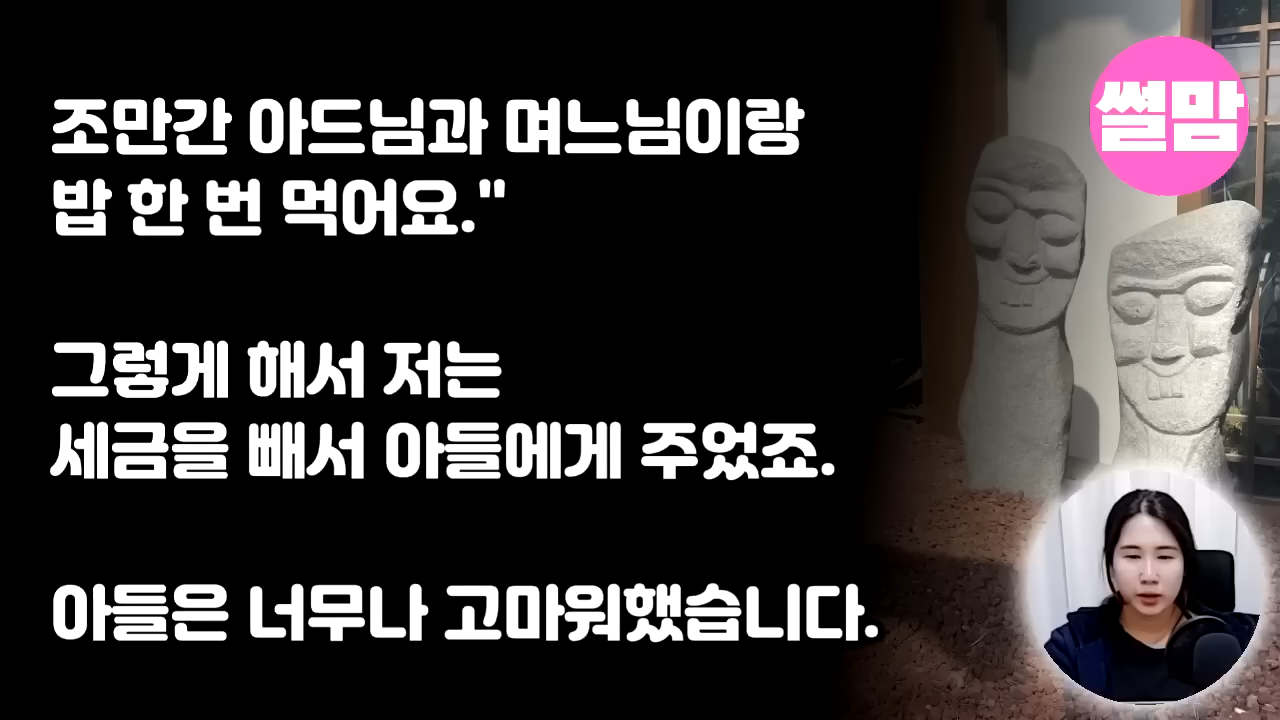 조만간 아드님과 며느님이랑
밥 한 번 먹어요."
그렇게 해서 저는
세금을 빼서 아들에게 주었죠.
아들은 너무나 고마워했습니다.
썰맘